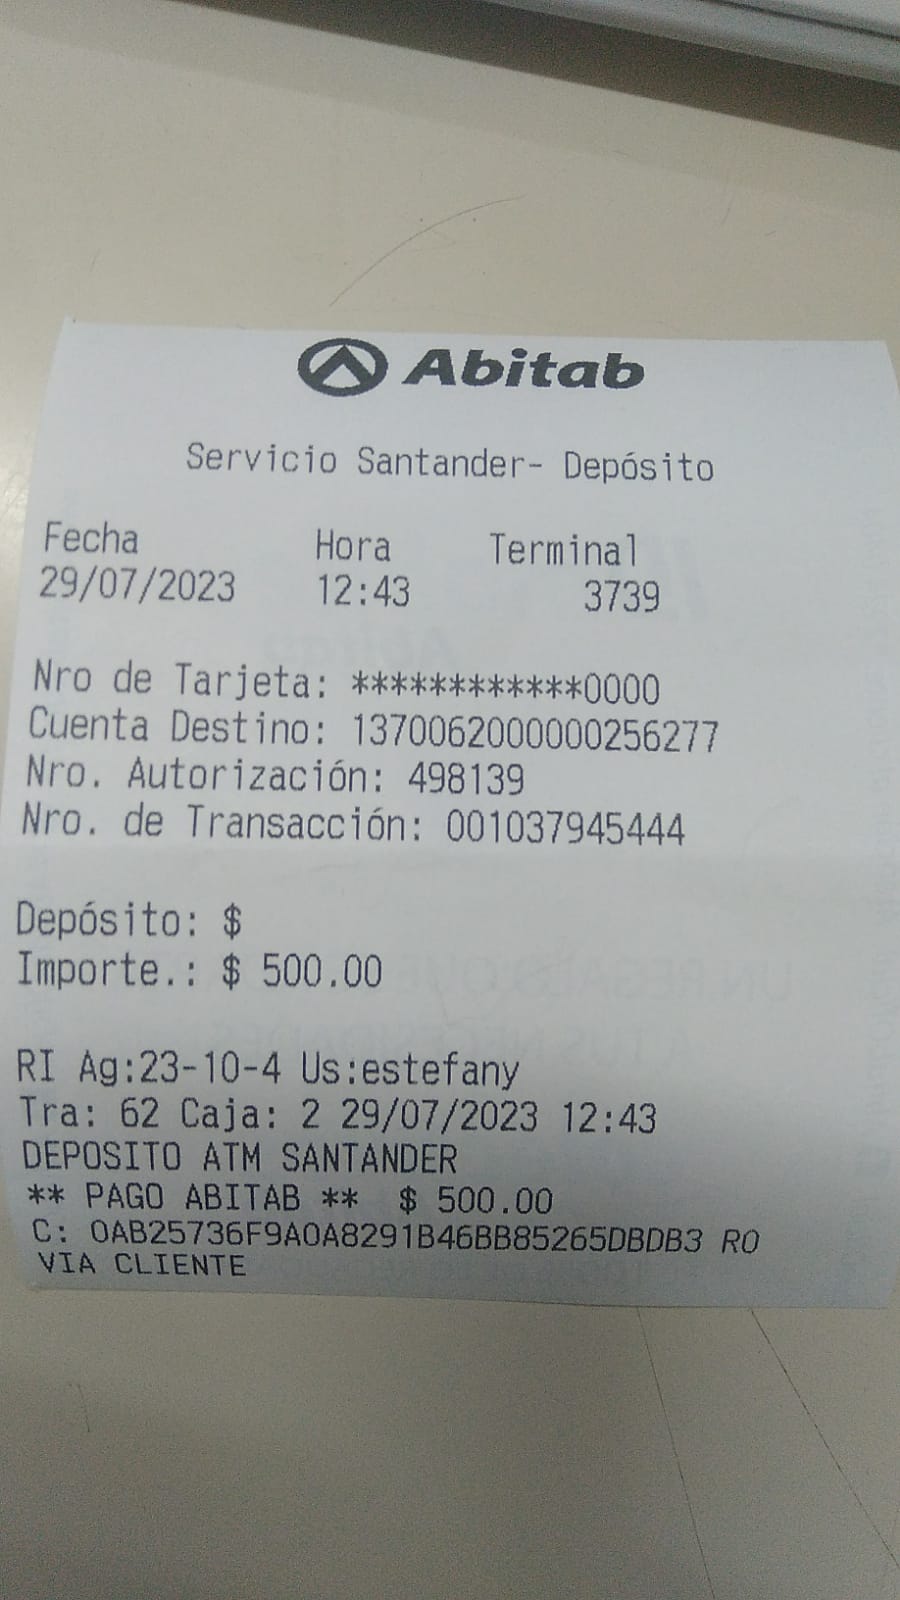 Abitab
Servicio Santander- Depósito
Fecha Hora Terminal
29/07/2023 12:43 3739
Nro de Tarjeta: ************0000
Cuenta Destino: 1370062000000256277
Nro. Autorización: 498139
Nro. de Transacción: 001037945444
Depósito: $
Importe.: $ 500.00
RI Ag:23-10-4 Us:estefany
Tra: 62 Caja: 2 29/07/2023 12:43
DEPOSITO ATM SANTANDER
** PAGO ABITAB ** $ 500.00
C: 0AB25736F9A0A8291B46BB85265DBDB3 RO
VIA CLIENTE